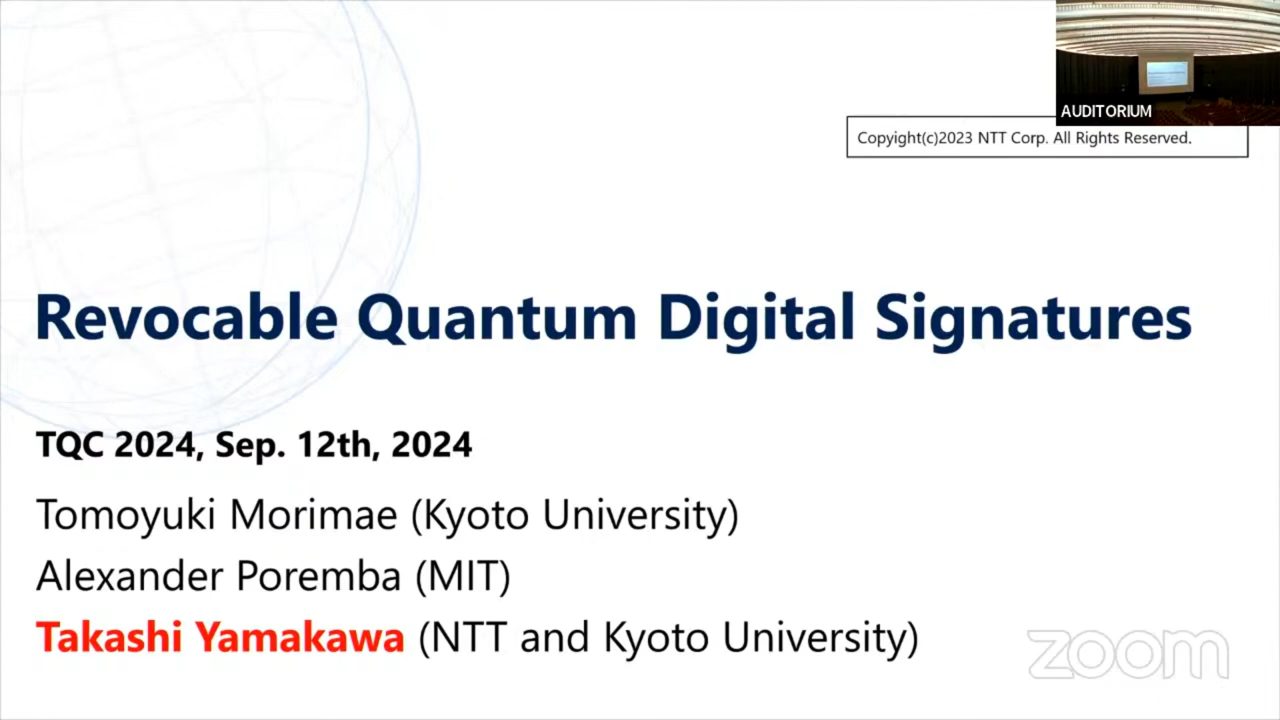 AUDITORIUM
Copyight(c)2023 NTT Corp. All Rights Reserved.
Revocable Quantum Digital Signatures
TQC 2024, Sep. 12th, 2024
Tomoyuki Morimae (Kyoto University)
Alexander Poremba (MIT)
Takashi Yamakawa (NTT and Kyoto University)
zoom